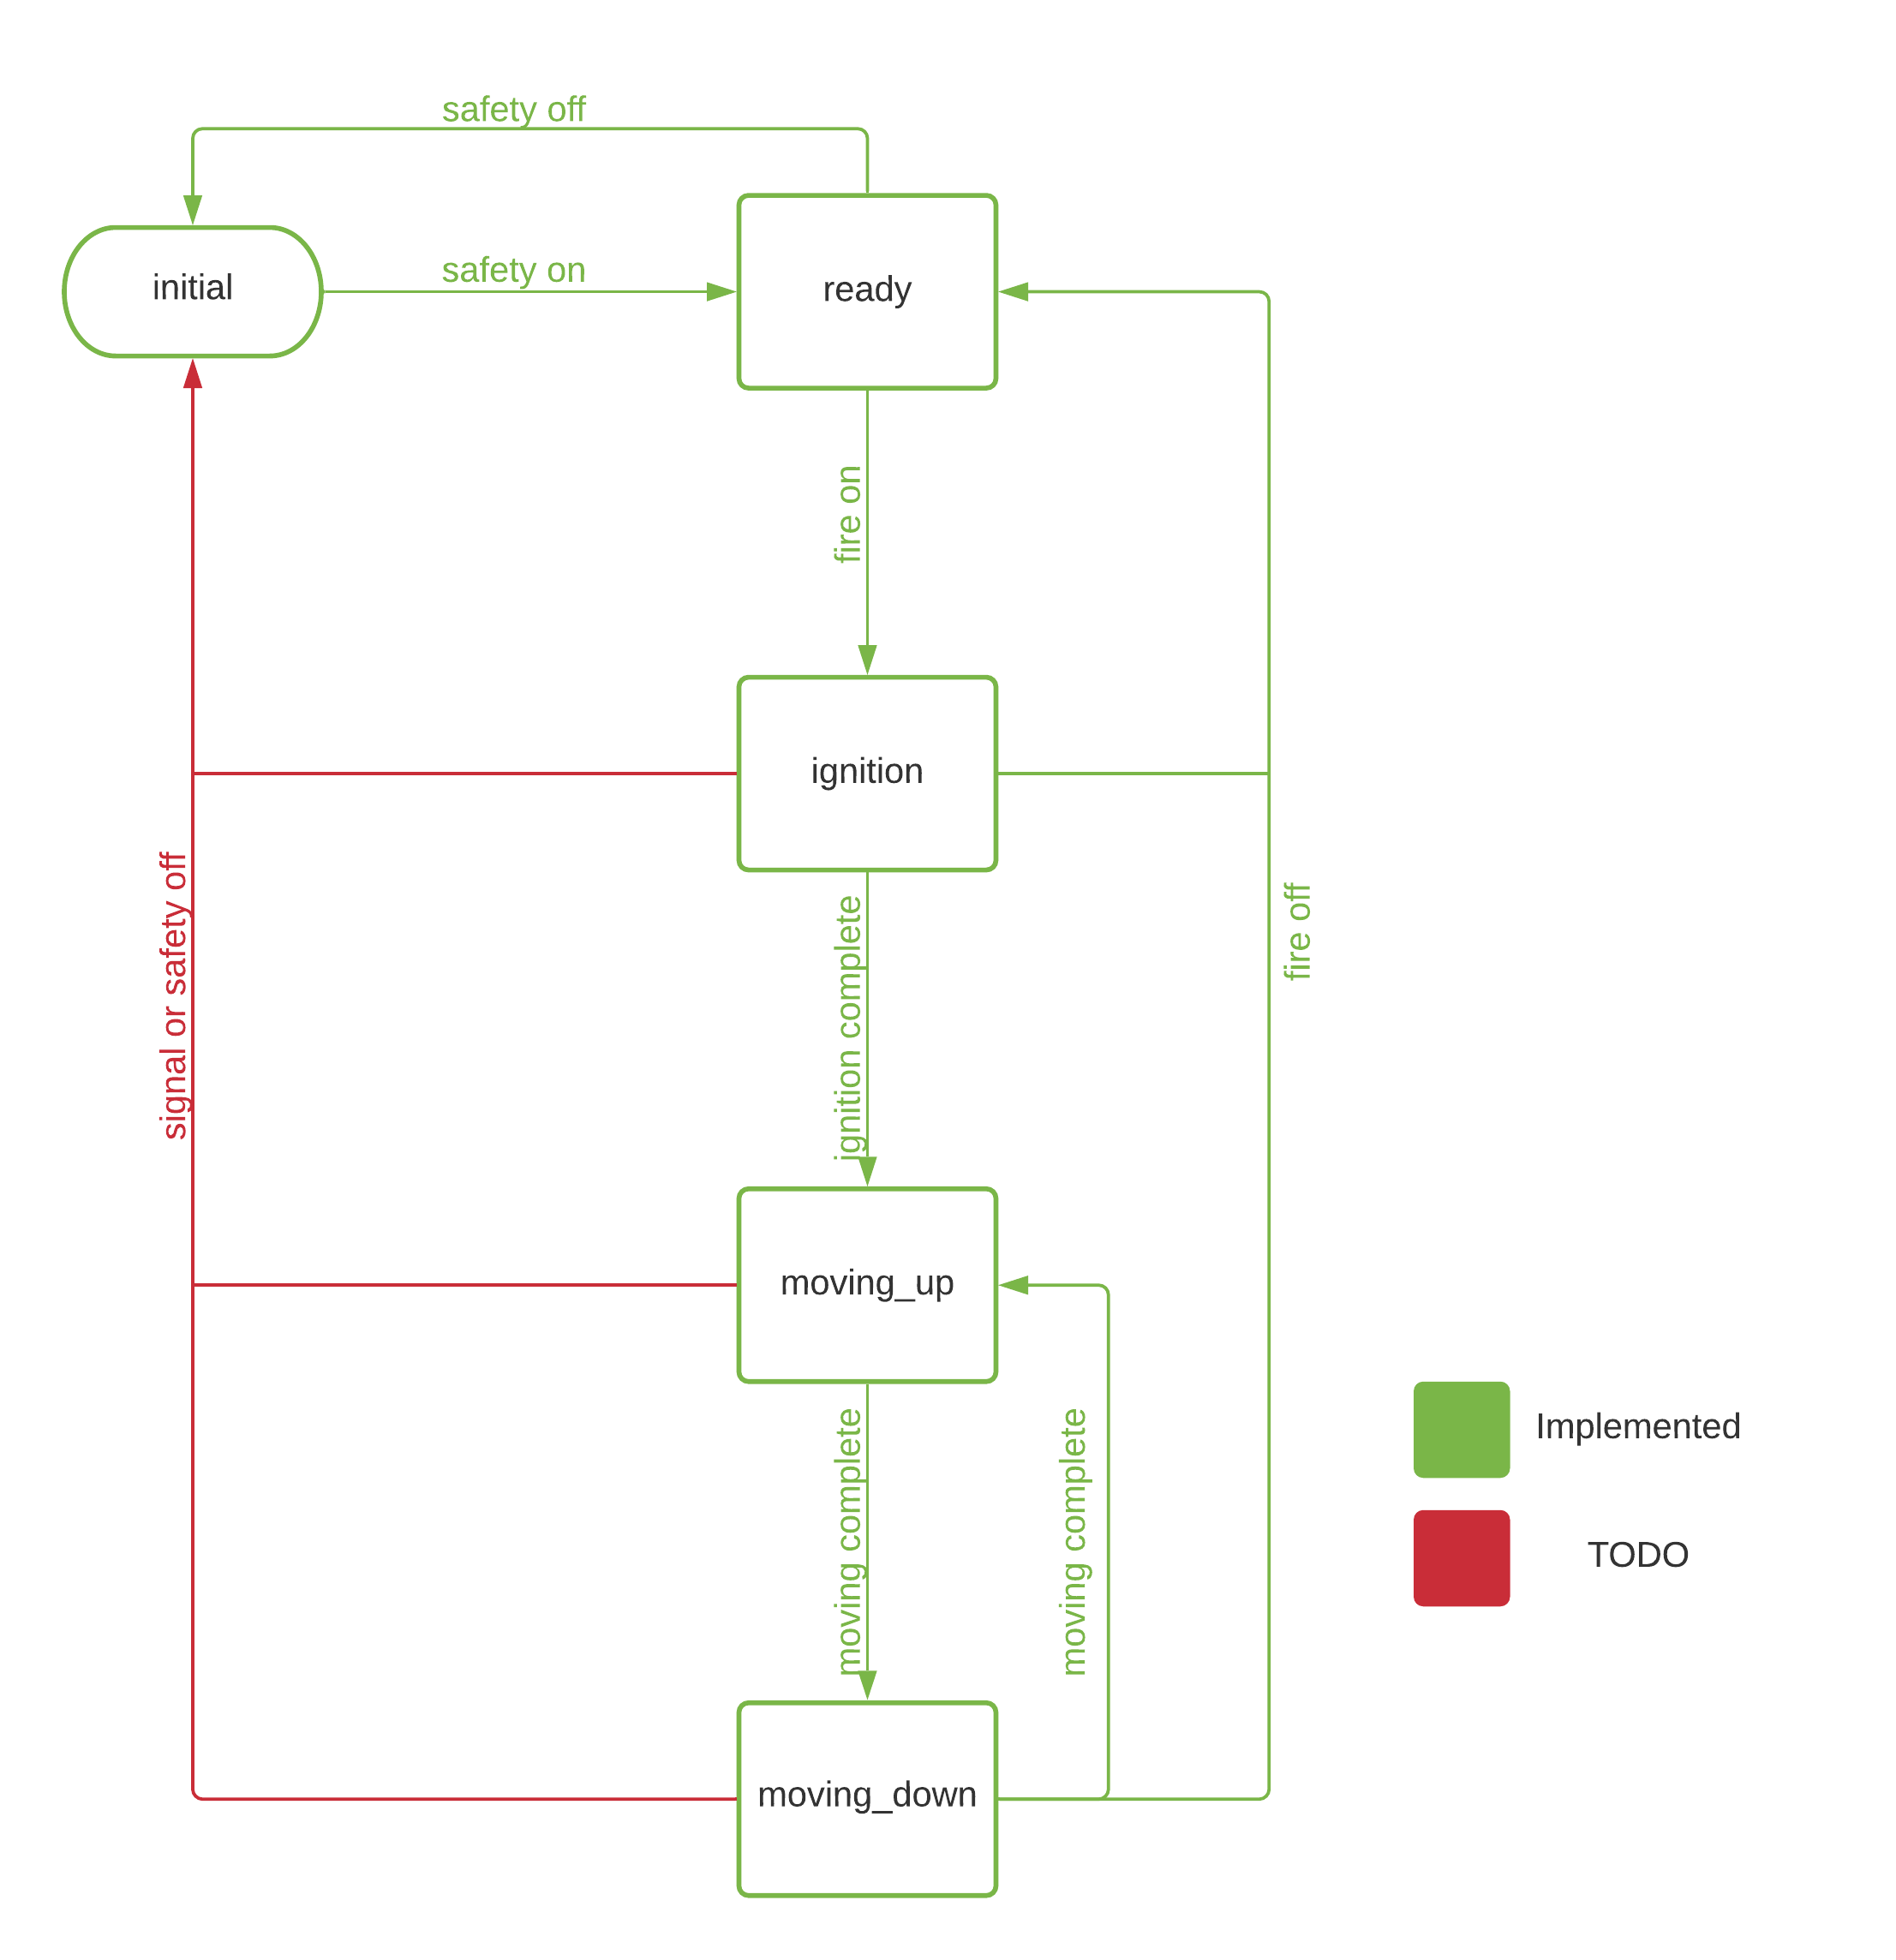 safety off
initial
safety on
ready
fire on
ignition
signal or safety off
ignition complete
fire off
moving_up
moving complete
moving complete
Implemented
TODO
moving_down